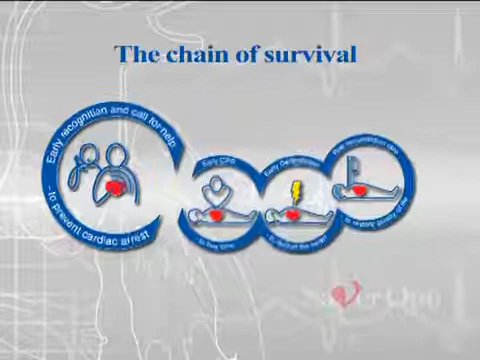 The chain of survival
Early recognition and call for help
- to prevent cardiac arrest
Early CPR
- to buy time
Early Defibrillation
- to restart the heart
Post resuscitation care
- to restore quality of life